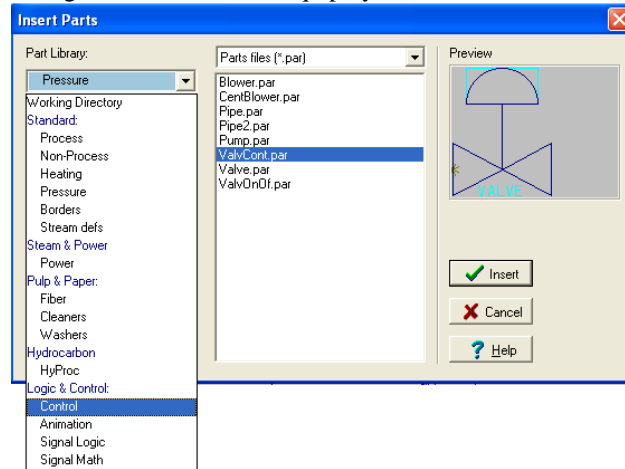 Insert Parts
Part Library:
Pressure
Working Directory
Standard:
Process
Non-Process
Heating
Pressure
Borders
Stream defs
Steam & Power
Power
Pulp & Paper:
Fiber
Cleaners
Washers
Hydrocarbon
HyProc
Logic & Control:
Control
Animation
Signal Logic
Signal Math
Parts files (*.par)
Blower.par
CentBlower.par
Pipe.par
Pipe2.par
Pump.par
ValvCont.par
Valve.par
ValvOnOf.par
Preview
VALVE
Insert
Cancel
Help